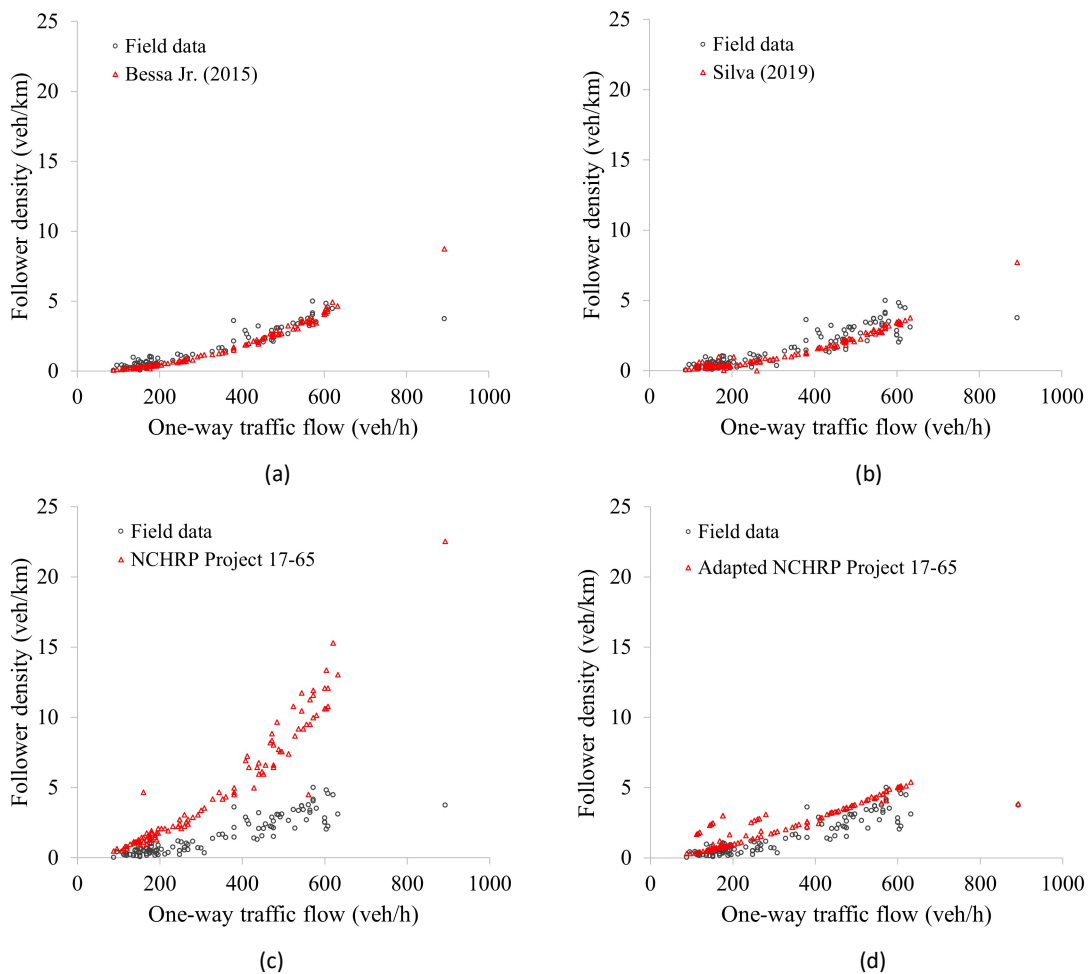 Follower density (veh/km)
25
20
15
10
5
0
Field data
Bessa Jr. (2015)
0 200 400 600 800 1000
One-way traffic flow (veh/h)
(a)
Follower density (veh/km)
25
20
15
10
5
0
Field data
Silva (2019)
0 200 400 600 800 1000
One-way traffic flow (veh/h)
(b)
Follower density (veh/km)
25
20
15
10
5
0
Field data
NCHRP Project 17-65
0 200 400 600 800 1000
One-way traffic flow (veh/h)
(c)
Follower density (veh/km)
25
20
15
10
5
0
Field data
Adapted NCHRP Project 17-65
0 200 400 600 800 1000
One-way traffic flow (veh/h)
(d)